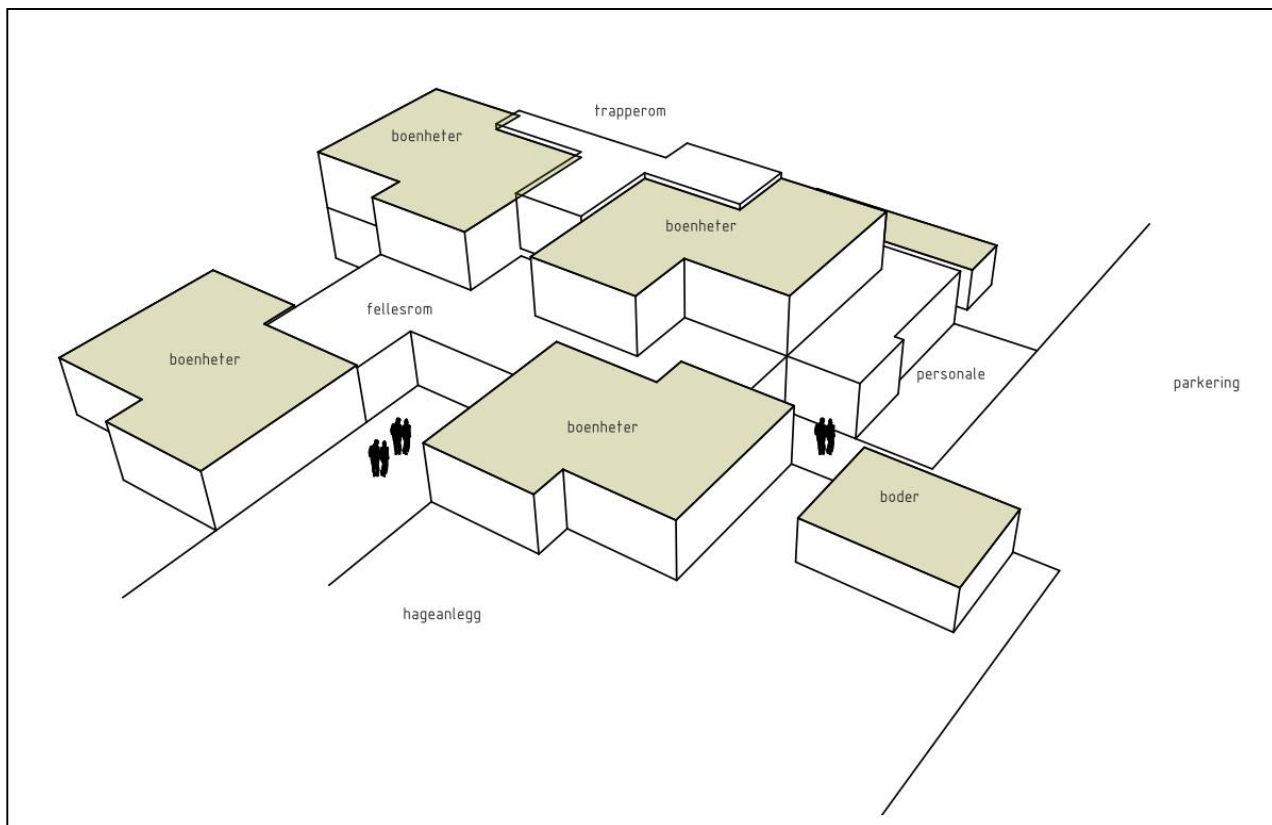 trapperom
boenheter
boenheter
fellesrom
boenheter
personale
parkering
boenheter
boder
hageanlegg